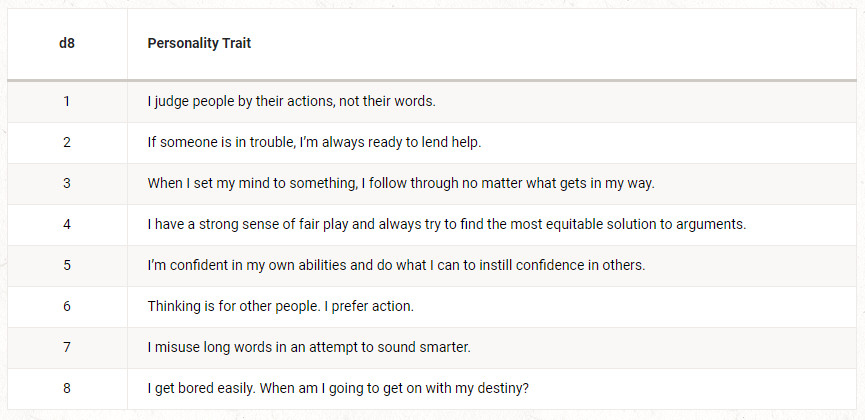 d8 Personality Trait
1 I judge people by their actions, not their words.
2 If someone is in trouble, I'm always ready to lend help.
3 When I set my mind to something, I follow through no matter what gets in my way.
4 I have a strong sense of fair play and always try to find the most equitable solution to arguments.
5 I'm confident in my own abilities and do what I can to instill confidence in others.
6 Thinking is for other people. I prefer action.
7 I misuse long words in an attempt to sound smarter.
8 I get bored easily. When am I going to get on with my destiny?